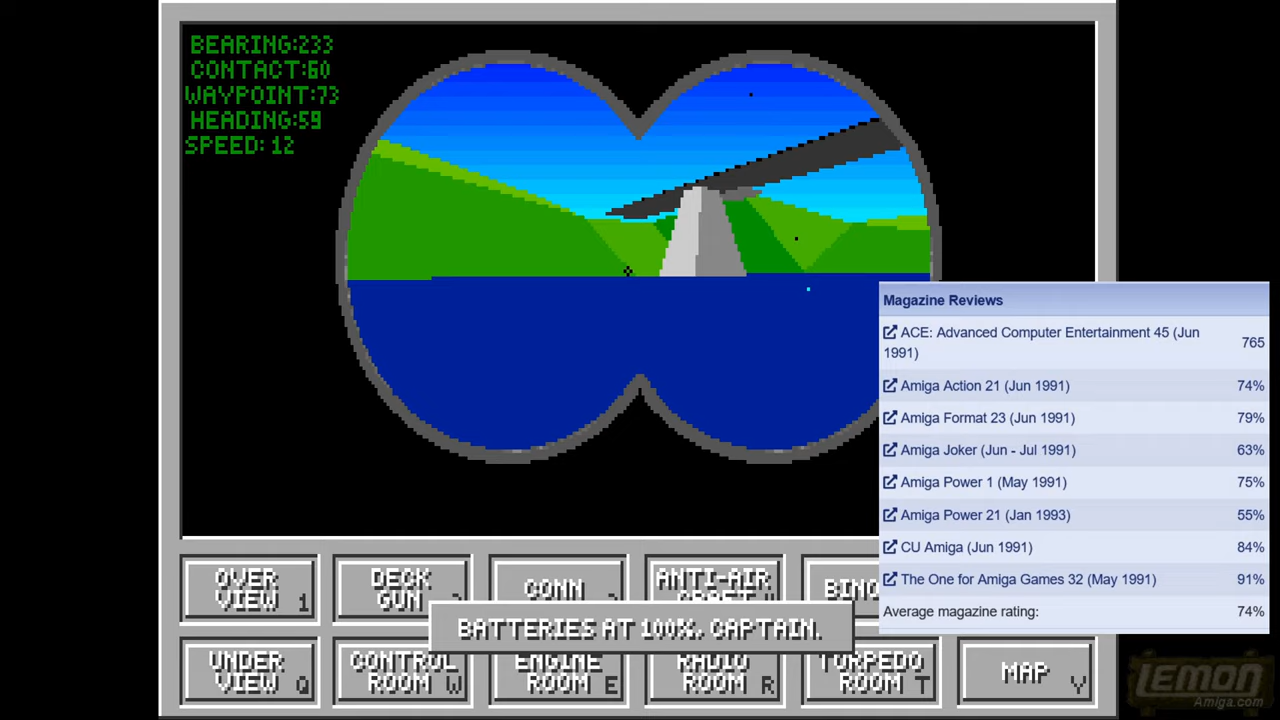 BEARING:233
CONTACT:60
WAYPOINT:73
HEADING:59
SPEED: 12
Magazine Reviews
ACE: Advanced Computer Entertainment 45 (Jun 1991) 765
Amiga Action 21 (Jun 1991) 74%
Amiga Format 23 (Jun 1991) 79%
Amiga Joker (Jun - Jul 1991) 63%
Amiga Power 1 (May 1991) 75%
Amiga Power 21 (Jan 1993) 55%
CU Amiga (Jun 1991) 84%
The One for Amiga Games 32 (May 1991) 91%
Average magazine rating: 74%
OVER VIEW 1
DECK GUN
CONN
ANTI-AIR
BINO
BATTERIES AT 100%, CAPTAIN.
UNDER VIEW Q
CONTROL ROOM W
ENGINE ROOM E
RADIO ROOM R
TORPEDO ROOM T
MAP Y
LEMON
Amiga.com